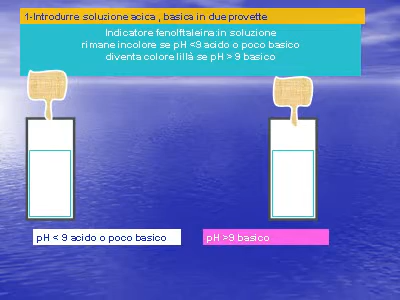 1-Introdurre soluzione acica , basica in due provette
Indicatore fenolftaleira:in soluzione
rimane incolore se pH <9 acido o poco basico
diventa colore lillà se pH > 9 basico
pH < 9 acido o poco basico
pH >9 basico